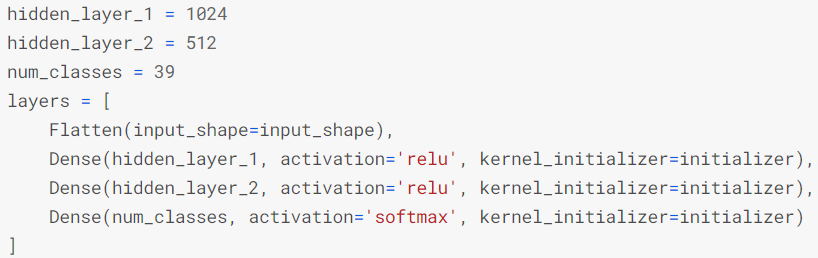 hidden_layer_1 = 1024
hidden_layer_2 = 512
num_classes = 39
layers = [
    Flatten(input_shape=input_shape),
    Dense(hidden_layer_1, activation='relu', kernel_initializer=initializer),
    Dense(hidden_layer_2, activation='relu', kernel_initializer=initializer),
    Dense(num_classes, activation='softmax', kernel_initializer=initializer)
]